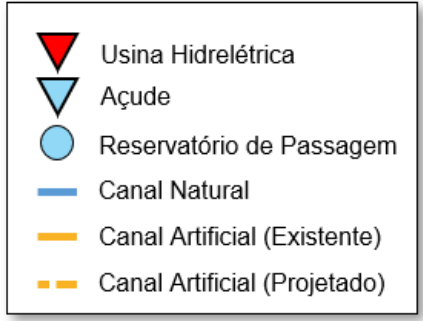 Usina Hidrelétrica
Açude
Reservatório de Passagem
Canal Natural
Canal Artificial (Existente)
Canal Artificial (Projetado)